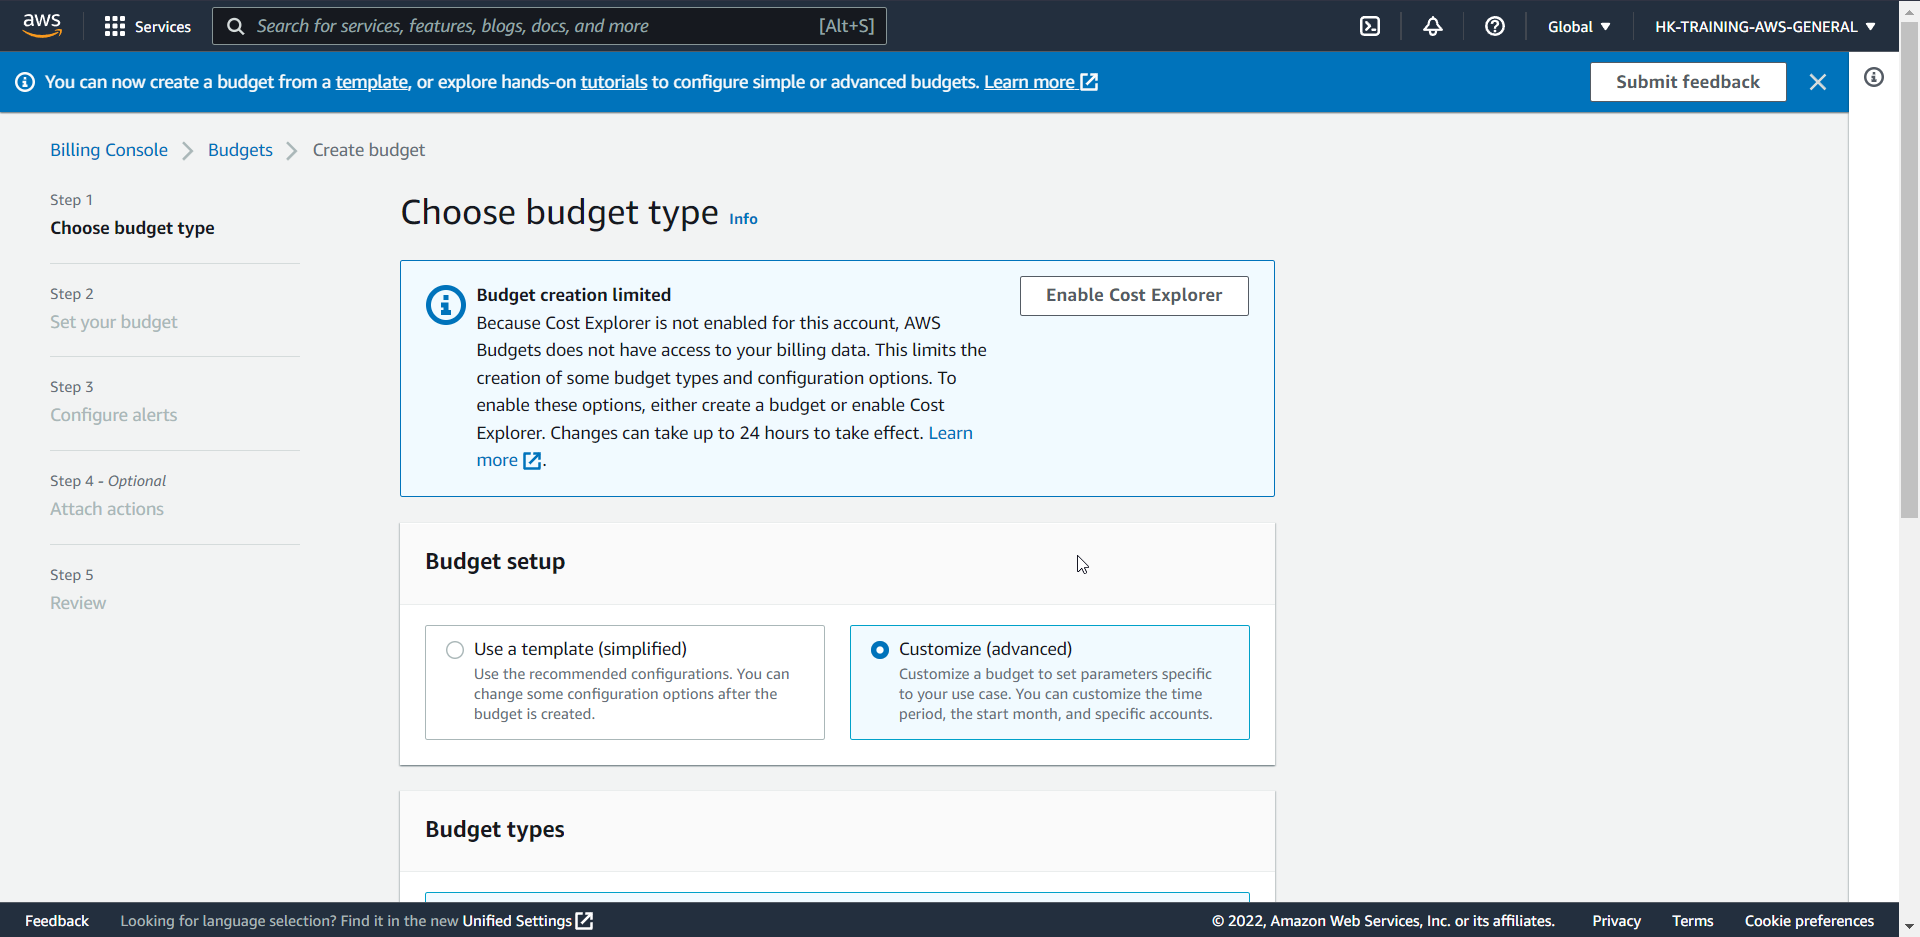 aws
Services
Search for services, features, blogs, docs, and more [Alt+S]
Global
HK-TRAINING-AWS-GENERAL
You can now create a budget from a template, or explore hands-on tutorials to configure simple or advanced budgets. Learn more
Submit feedback
Billing Console
Budgets
Create budget
Step 1
Choose budget type
Step 2
Set your budget
Step 3
Configure alerts
Step 4 - Optional
Attach actions
Step 5
Review
Choose budget type Info
Budget creation limited
Because Cost Explorer is not enabled for this account, AWS
Budgets does not have access to your billing data. This limits the
creation of some budget types and configuration options. To
enable these options, either create a budget or enable Cost
Explorer. Changes can take up to 24 hours to take effect. Learn
more .
Enable Cost Explorer
Budget setup
Use a template (simplified)
Use the recommended configurations. You can
change some configuration options after the
budget is created.
Customize (advanced)
Customize a budget to set parameters specific
to your use case. You can customize the time
period, the start month, and specific accounts.
Budget types
Feedback
Looking for language selection? Find it in the new Unified Settings
© 2022, Amazon Web Services, Inc. or its affiliates.
Privacy
Terms
Cookie preferences